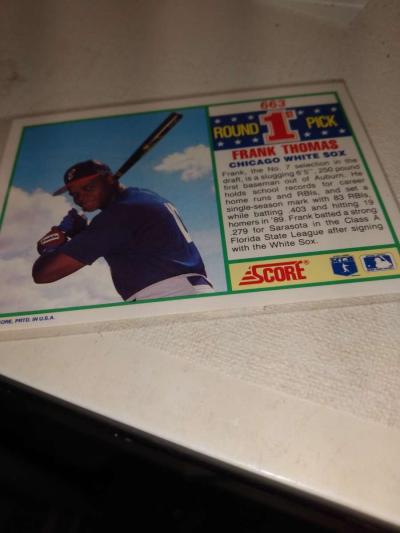 663
ROUND 1st PICK
FRANK THOMAS
CHICAGO WHITE SOX
Frank, the No. 7 selection in the
draft, is a slugging 6'5", 250 pound
first baseman out of Auburn. He
holds school records for career
home runs and RBIs, and set a
single-season mark with 83 RBIs
while batting .403 and hitting 19
homers in '89. Frank batted a strong
.279 for Sarasota in the Class A
Florida State League after signing
with the White Sox.
SCORE®
ORE, PRTD. IN U.S.A.